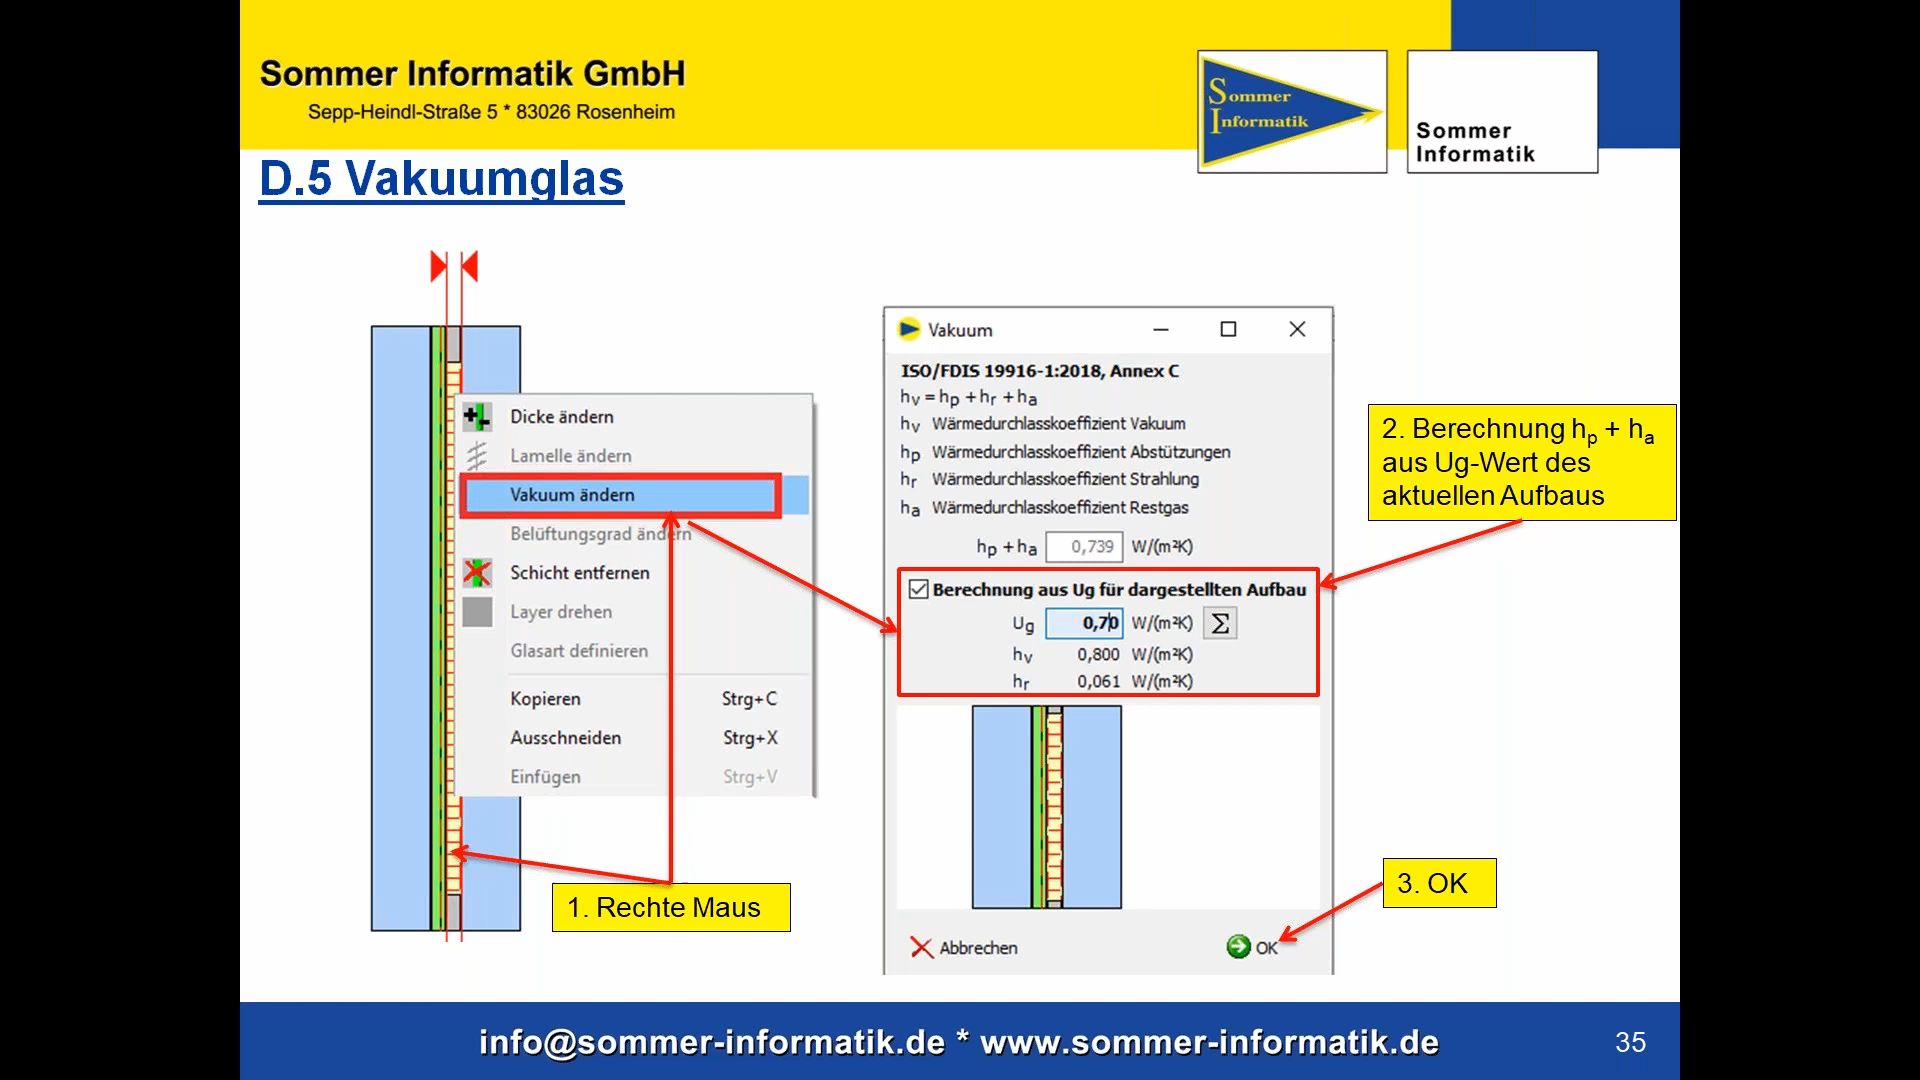 Sommer Informatik GmbH
Sepp-Heindl-Straße 5 * 83026 Rosenheim
Sommer
Informatik
Sommer
Informatik
D.5 Vakuumglas
Dicke ändern
Lamelle ändern
Vakuum ändern
Belüftungsgrad ändern
Schicht entfernen
Layer drehen
Glasart definieren
Kopieren Strg+C
Ausschneiden Strg+X
Einfügen Strg+V
1. Rechte Maus
Vakuum
ISO/FDIS 19916-1:2018, Annex C
hv = hp + hr + ha
hv Wärmedurchlasskoeffizient Vakuum
hp Wärmedurchlasskoeffizient Abstützungen
hr Wärmedurchlasskoeffizient Strahlung
ha Wärmedurchlasskoeffizient Restgas
hp + ha 0,739 W/(m²K)
Berechnung aus Ug für dargestellten Aufbau
Ug 0,70 W/(m²K) Σ
hv 0,800 W/(m²K)
hr 0,061 W/(m²K)
Abbrechen OK
2. Berechnung hp + ha
aus Ug-Wert des
aktuellen Aufbaus
3. OK
info@sommer-informatik.de * www.sommer-informatik.de
35